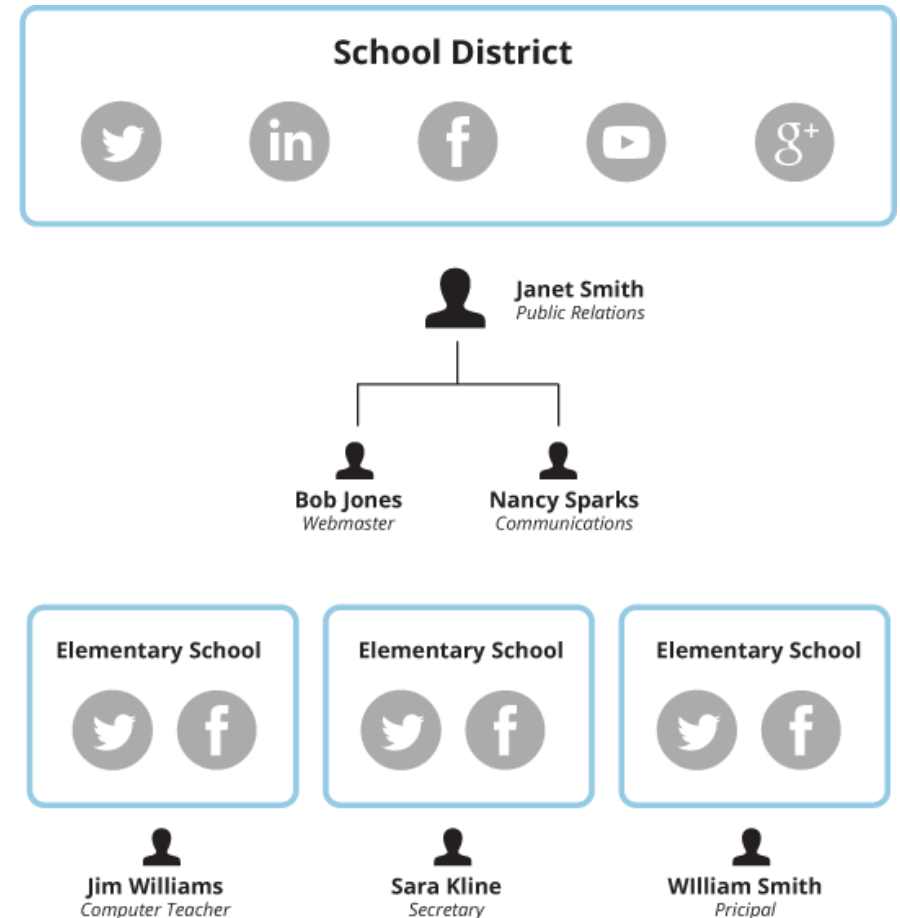 School District
in
f
g+
Janet Smith
Public Relations
Bob Jones
Webmaster
Nancy Sparks
Communications
Elementary School
Elementary School
Elementary School
f
f
f
Jim Williams
Computer Teacher
Sara Kline
Secretary
WIlliam Smith
Pricipal